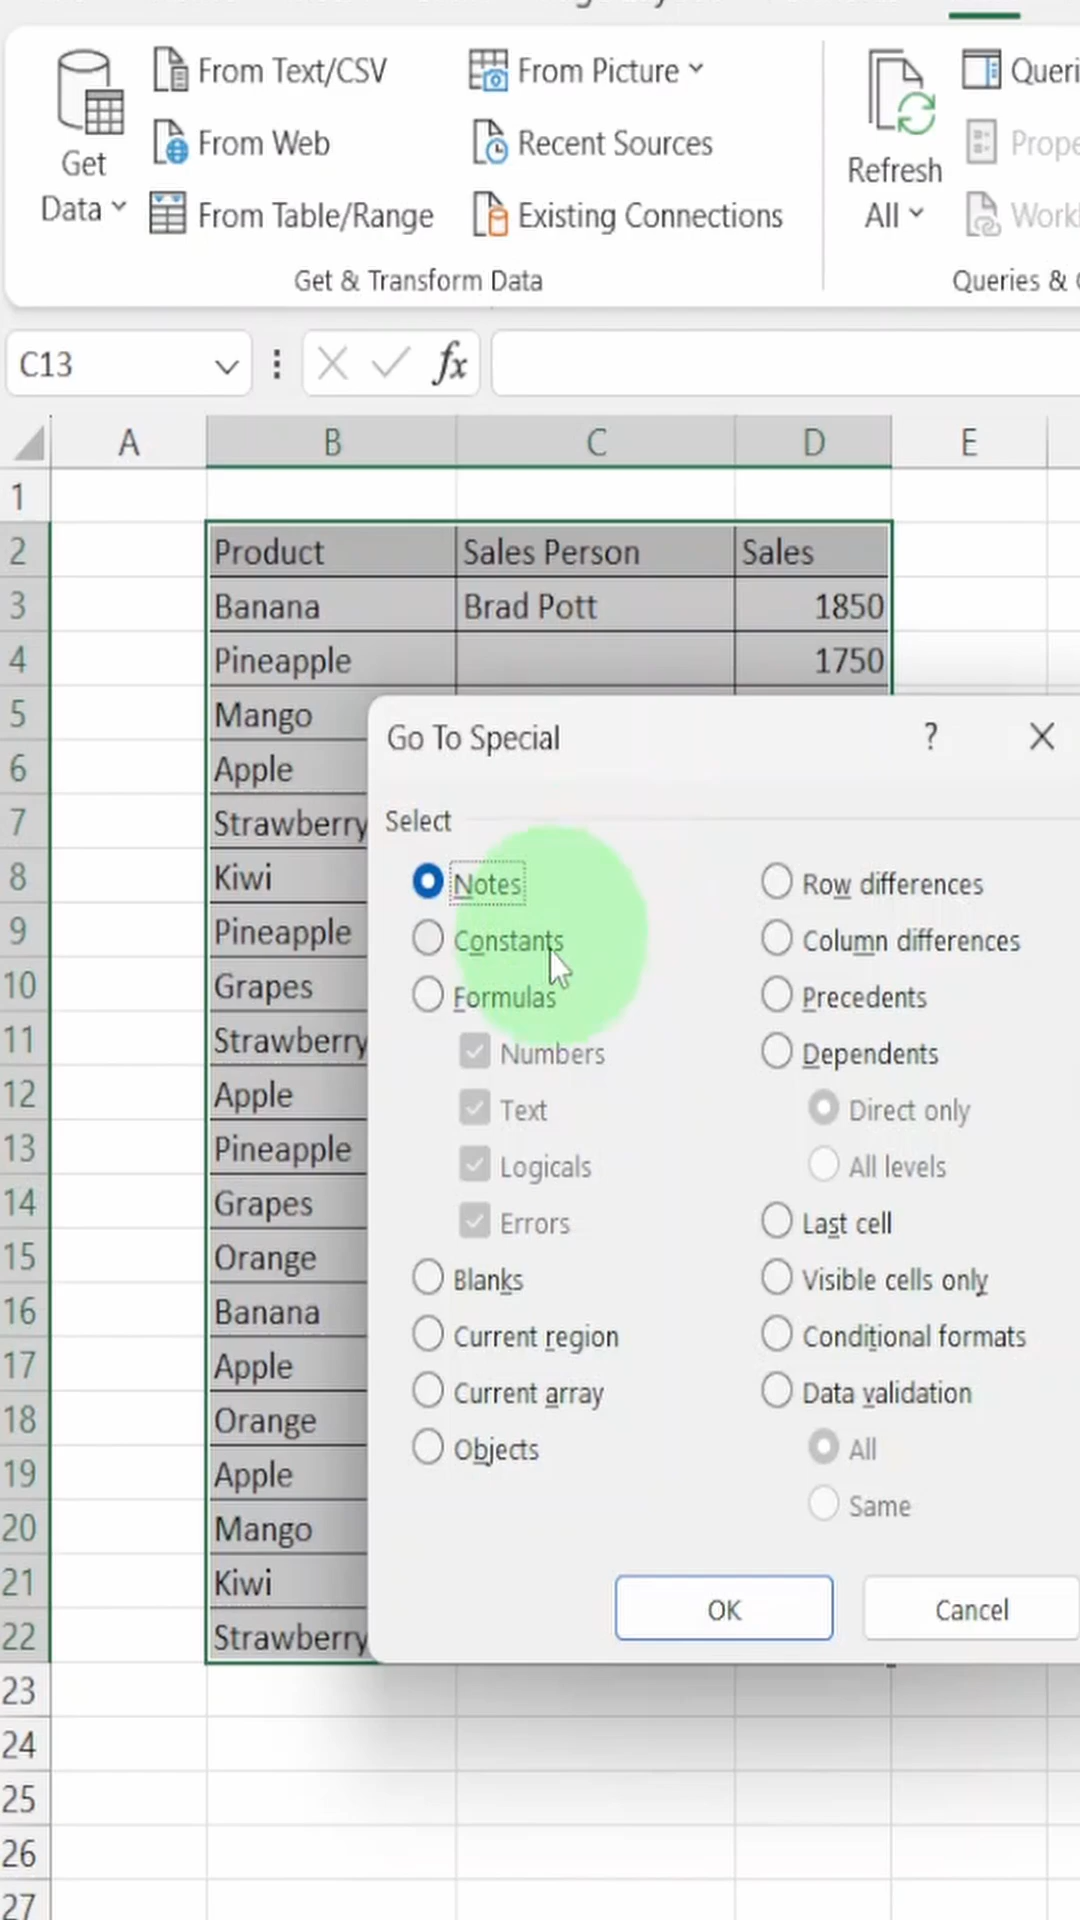 Get
Data
From Text/CSV
From Web
From Table/Range
From Picture
Recent Sources
Existing Connections
Get & Transform Data
Refresh
All
Queri
Prope
Work
Queries &
C13
fx
A B C D E
1
2 Product Sales Person Sales
3 Banana Brad Pott 1850
4 Pineapple 1750
5 Mango
6 Apple
7 Strawberry
8 Kiwi
9 Pineapple
10 Grapes
11 Strawberry
12 Apple
13 Pineapple
14 Grapes
15 Orange
16 Banana
17 Apple
18 Orange
19 Apple
20 Mango
21 Kiwi
22 Strawberry
23
24
25
26
27
Go To Special ?
Select
Notes
Constants
Formulas
Numbers
Text
Logicals
Errors
Blanks
Current region
Current array
Objects
Row differences
Column differences
Precedents
Dependents
Direct only
All levels
Last cell
Visible cells only
Conditional formats
Data validation
All
Same
OK
Cancel